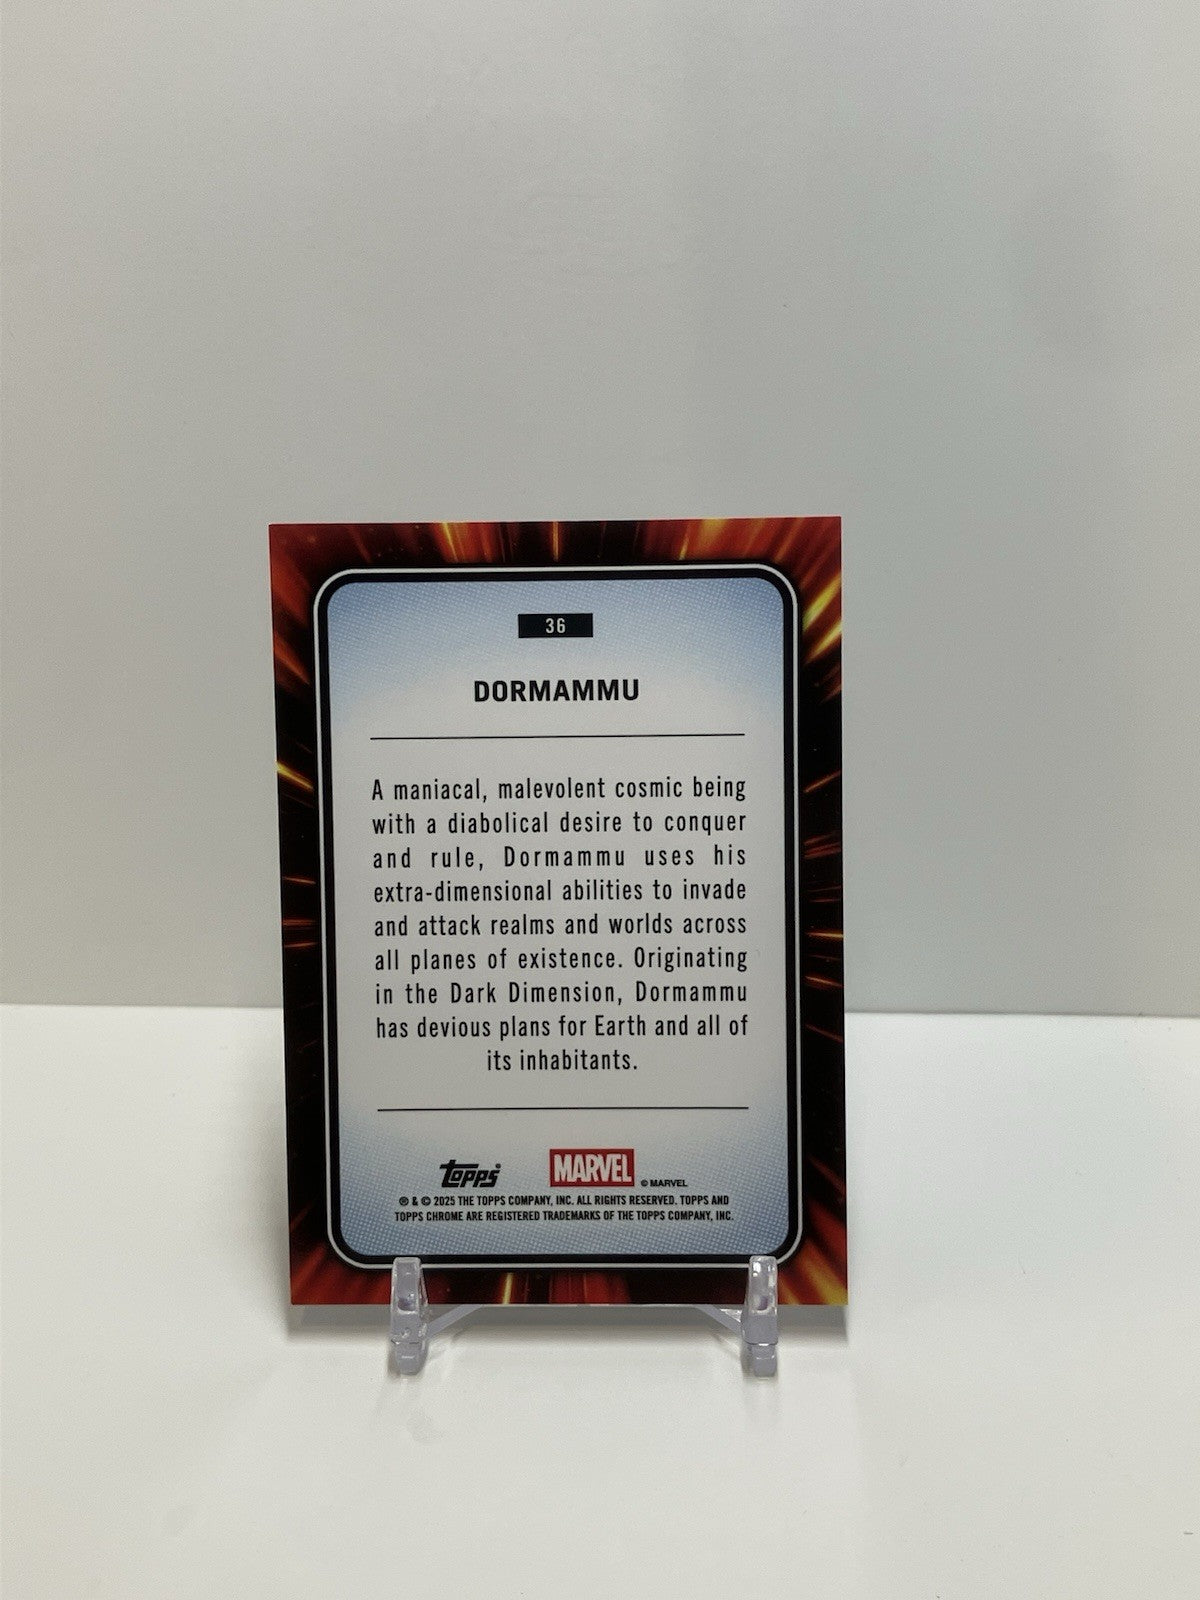 36
DORMAMMU
A maniacal, malevolent cosmic being
with a diabolical desire to conquer
and rule, Dormammu uses his
extra-dimensional abilities to invade
and attack realms and worlds across
all planes of existence. Originating
in the Dark Dimension, Dormammu
has devious plans for Earth and all of
its inhabitants.
topps® MARVEL © MARVEL
® & © 2025 THE TOPPS COMPANY, INC. ALL RIGHTS RESERVED. TOPPS AND
TOPPS CHROME ARE REGISTERED TRADEMARKS OF THE TOPPS COMPANY, INC.